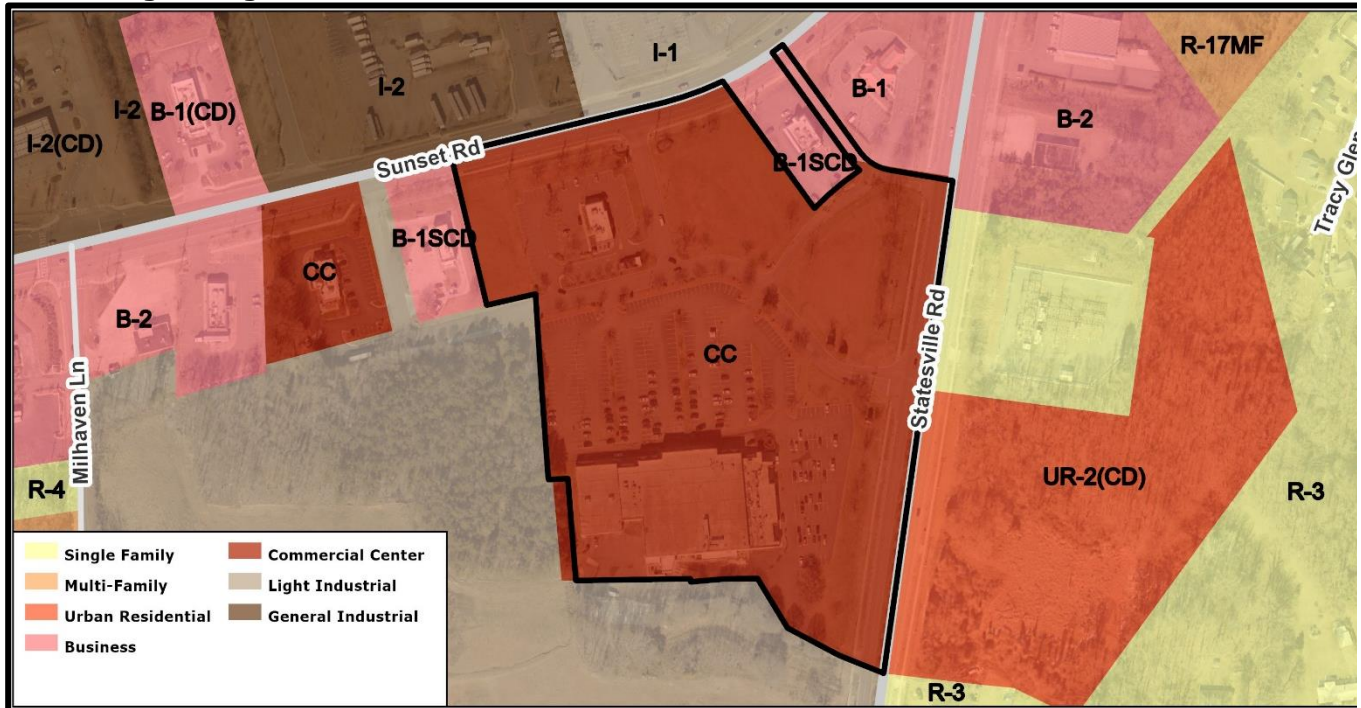 I-1
R-17MF
I-2
B-1
I-2
B-1(CD)
B-2
I-2(CD)
Sunset Rd
B-1SCD
Tracy Glen
B-1SCD
CC
B-2
CC
Milhaven Ln
Statesville Rd
R-4
UR-2(CD)
R-3
R-3
Single Family
Multi-Family
Urban Residential
Business
Commercial Center
Light Industrial
General Industrial